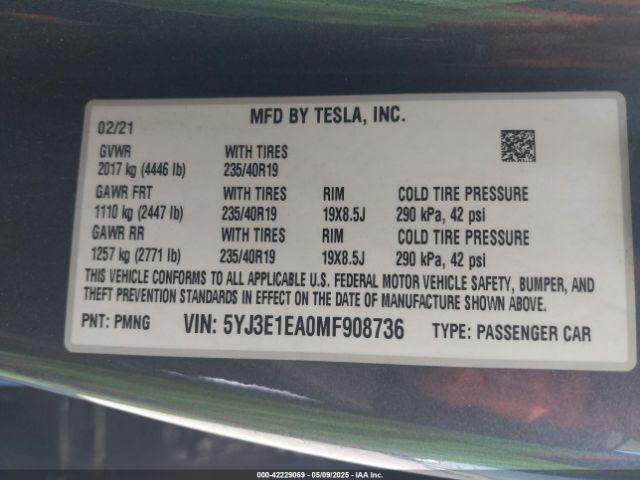 MFD BY TESLA, INC.
02/21
GVWR WITH TIRES
2017 kg (4446 lb) 235/40R19
GAWR FRT WITH TIRES RIM COLD TIRE PRESSURE
1110 kg (2447 lb) 235/40R19 19X8.5J 290 kPa, 42 psi
GAWR RR WITH TIRES RIM COLD TIRE PRESSURE
1257 kg (2771 lb) 235/40R19 19X8.5J 290 kPa, 42 psi
THIS VEHICLE CONFORMS TO ALL APPLICABLE U.S. FEDERAL MOTOR VEHICLE SAFETY, BUMPER, AND
THEFT PREVENTION STANDARDS IN EFFECT ON THE DATE OF MANUFACTURE SHOWN ABOVE.
PNT: PMNG VIN: 5YJ3E1EA0MF908736 TYPE: PASSENGER CAR
000-42229069 | 05/09/2025 - IAA Inc.